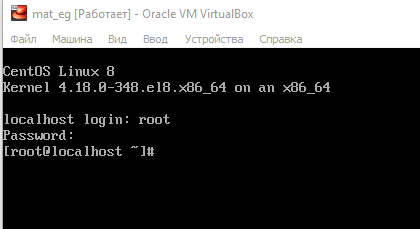 mat_eg [Работает] - Oracle VM VirtualBox
Файл Машина Вид Ввод Устройства Справка
CentOS Linux 8
Kernel 4.18.0-348.el8.x86_64 on an x86_64
localhost login: root
Password:
[root@localhost ~]#